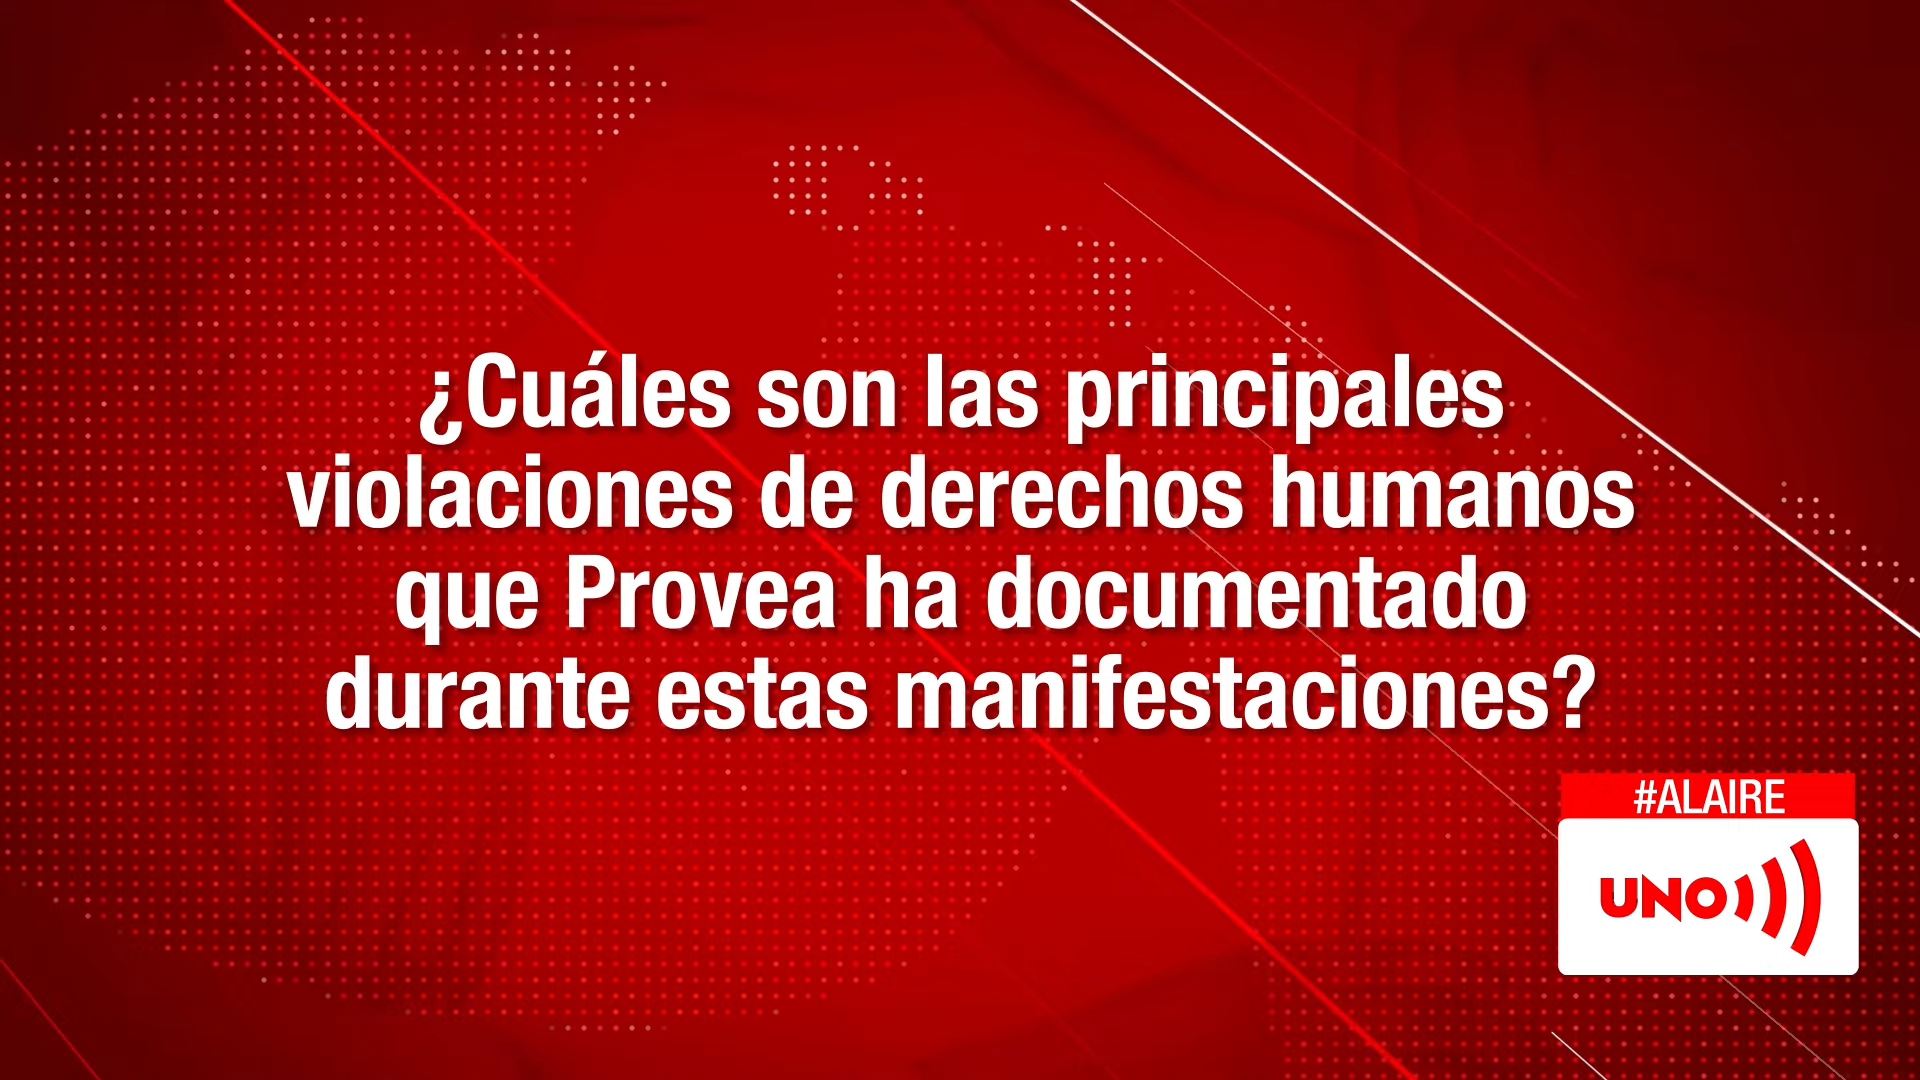 ¿Cuáles son las principales
violaciones de derechos humanos
que Provea ha documentado
durante estas manifestaciones?
#ALAIRE
UNO